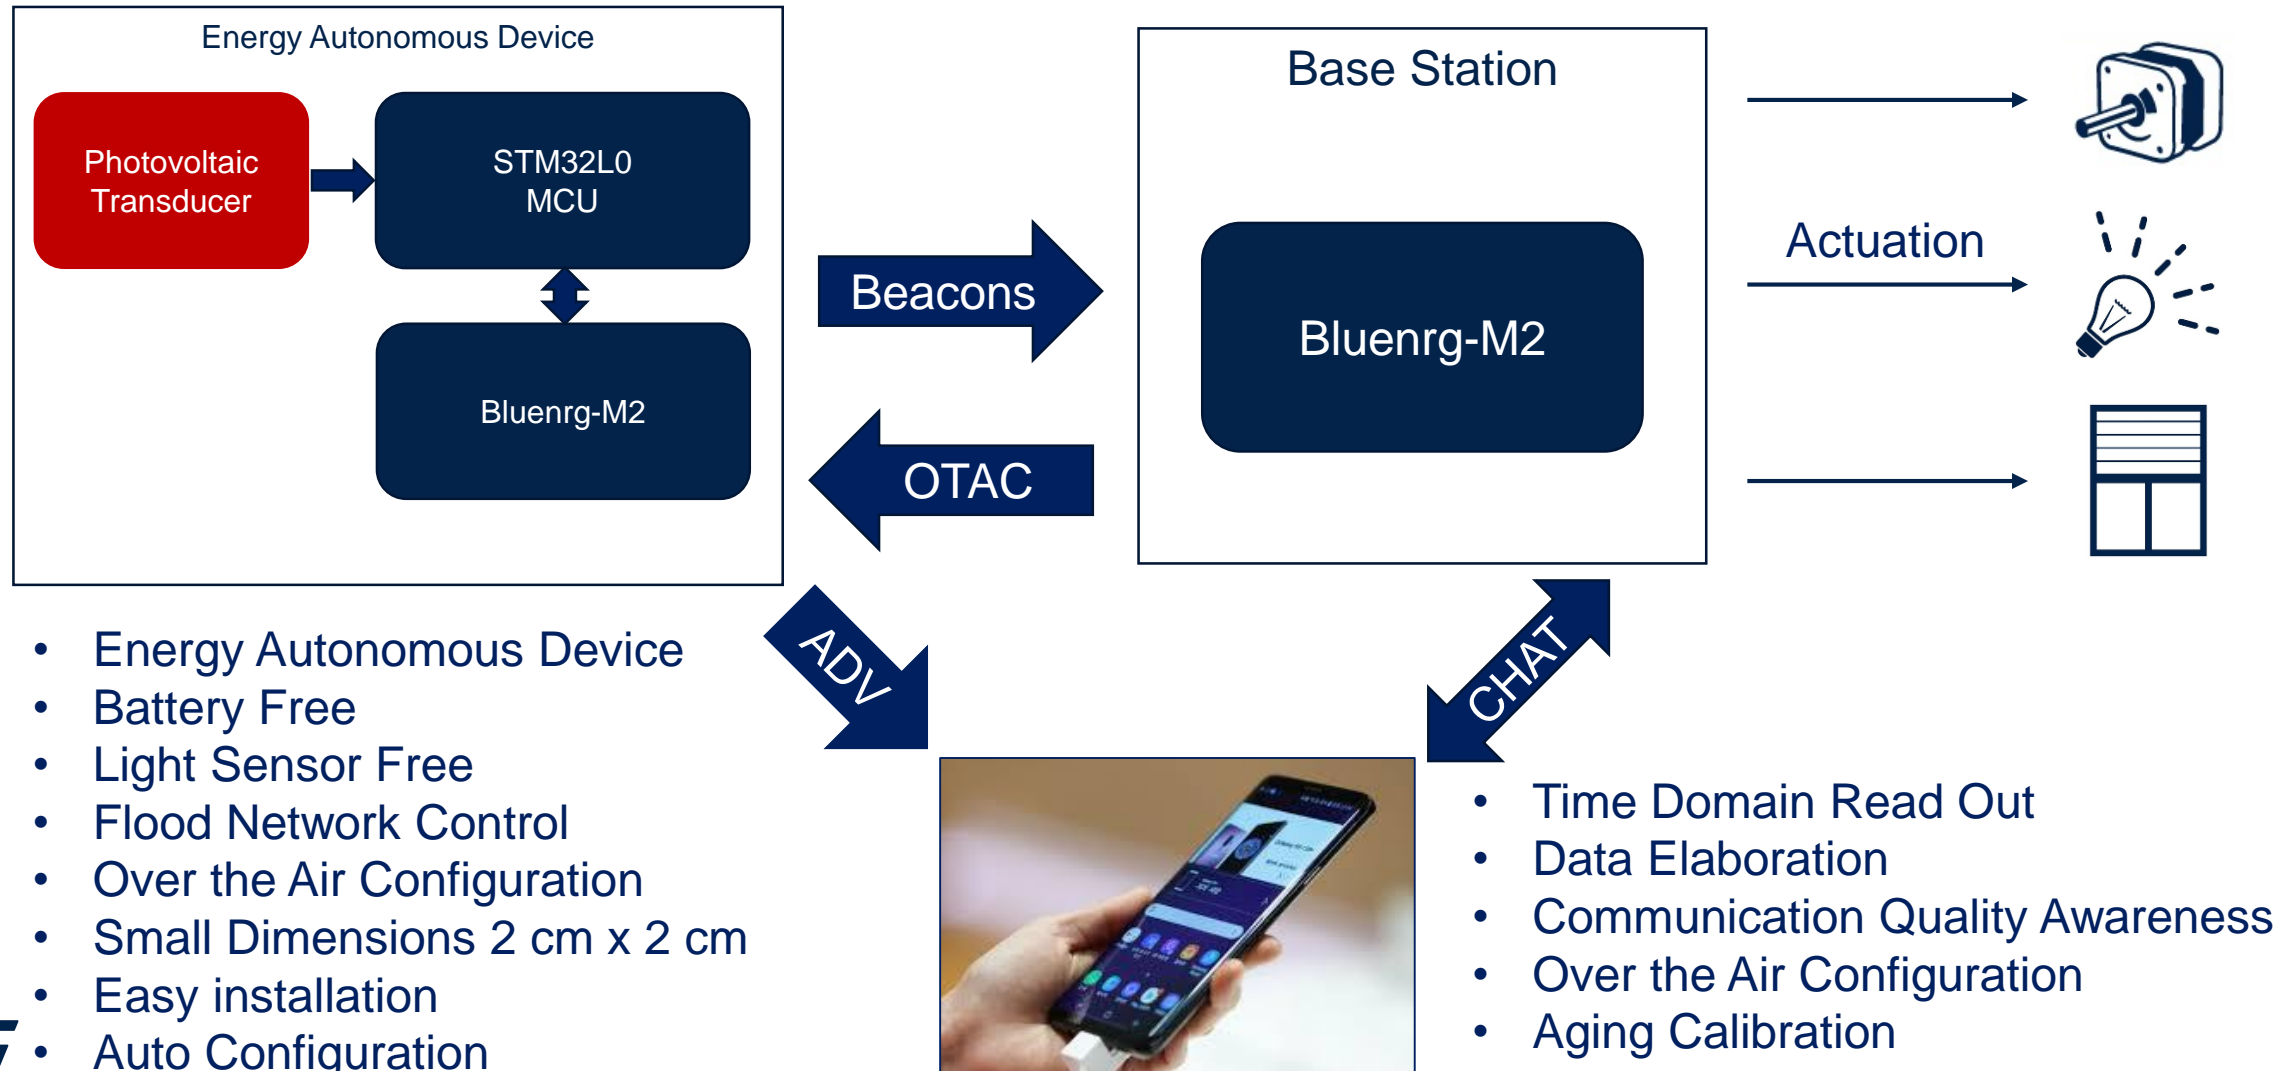 Energy Autonomous Device
Photovoltaic
Transducer
STM32L0
MCU
Bluenrg-M2
Beacons
OTAC
Base Station
Bluenrg-M2
Actuation
ADV
CHAT
• Energy Autonomous Device
• Battery Free
• Light Sensor Free
• Flood Network Control
• Over the Air Configuration
• Small Dimensions 2 cm x 2 cm
• Easy installation
• Auto Configuration
• Time Domain Read Out
• Data Elaboration
• Communication Quality Awareness
• Over the Air Configuration
• Aging Calibration